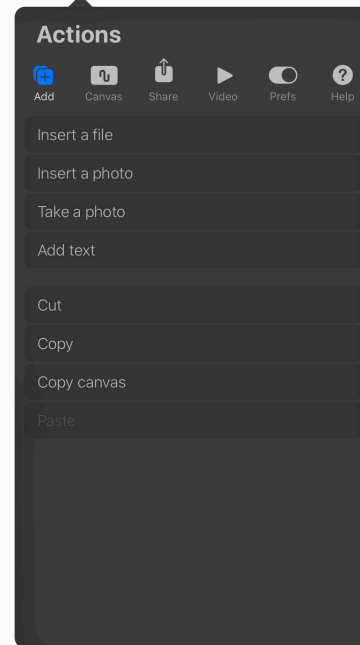 Actions
Add Canvas Share Video Prefs Help
Insert a file
Insert a photo
Take a photo
Add text
Cut
Copy
Copy canvas
Paste